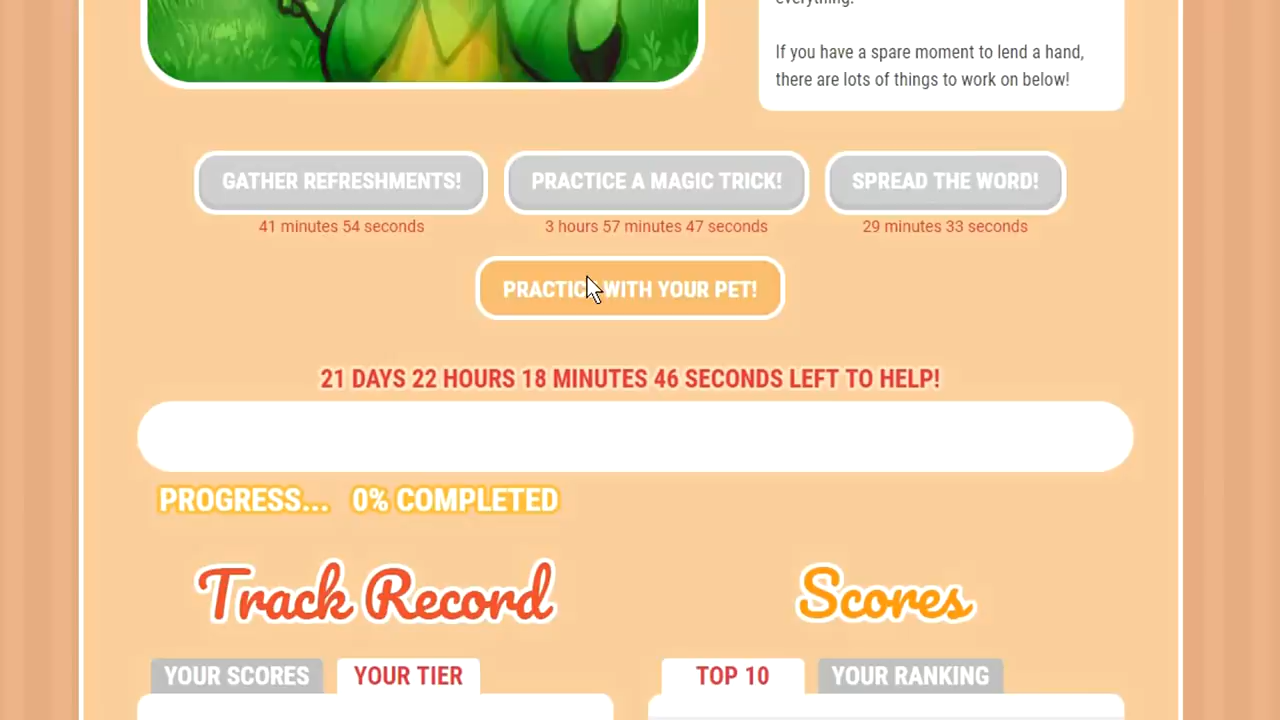 everything.
If you have a spare moment to lend a hand,
there are lots of things to work on below!
GATHER REFRESHMENTS!
PRACTICE A MAGIC TRICK!
SPREAD THE WORD!
41 minutes 54 seconds
3 hours 57 minutes 47 seconds
29 minutes 33 seconds
PRACTICE WITH YOUR PET!
21 DAYS 22 HOURS 18 MINUTES 46 SECONDS LEFT TO HELP!
PROGRESS... 0% COMPLETED
Track Record
Scores
YOUR SCORES
YOUR TIER
TOP 10
YOUR RANKING